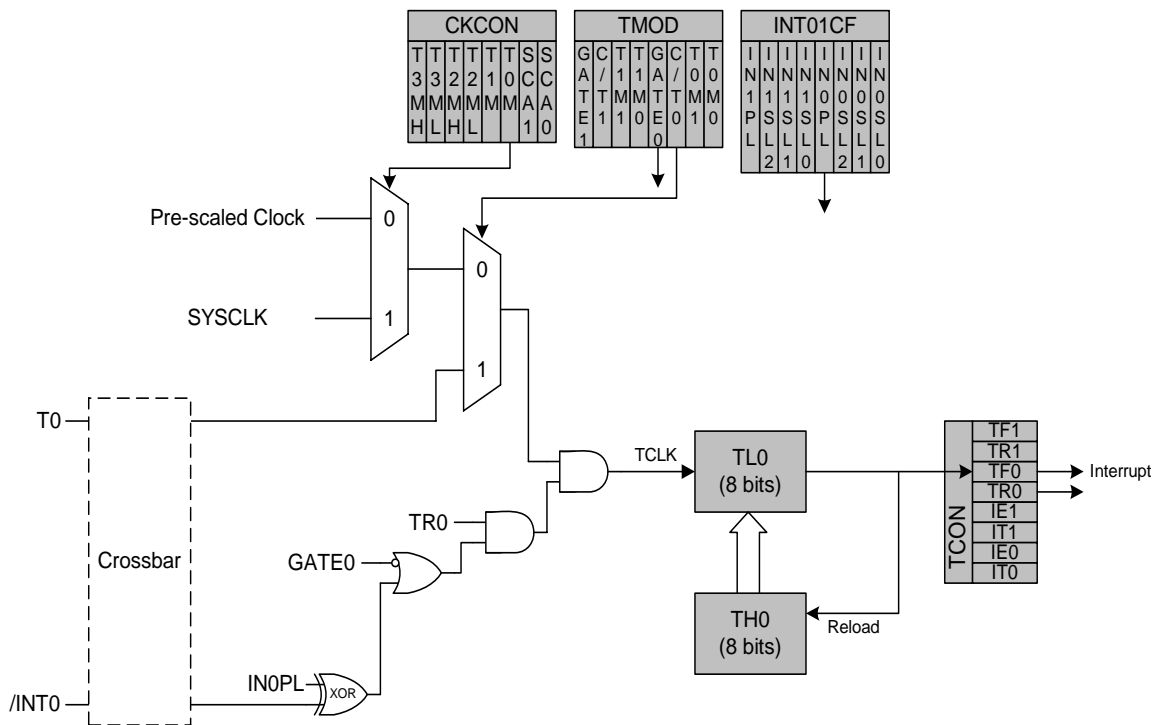 CKCON
TMOD
INT01CF
T3MH
T3ML
T2MH
T2ML
T1M
T0M
SCA1
SCA0
GATE1
C/T1
T1M1
T1M0
GATE0
C/T0
T0M1
T0M0
IN1PL
IN1SL2
IN1SL1
IN1SL0
IN0PL
IN0SL2
IN0SL1
IN0SL0
Pre-scaled Clock
0
SYSCLK
1
0
1
T0
Crossbar
TCLK
TL0
(8 bits)
TR0
GATE0
TH0
(8 bits)
Reload
IN0PL
XOR
/INT0
TCON
TF1
TR1
TF0
TR0
IE1
IT1
IE0
IT0
Interrupt